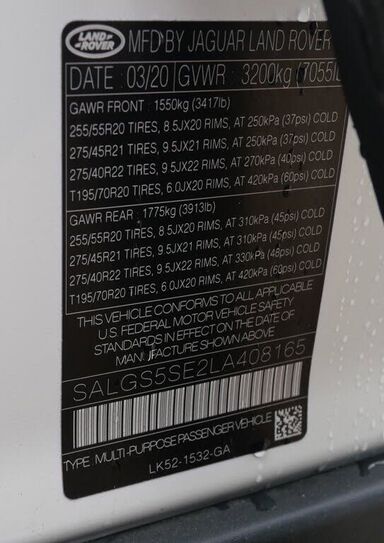 LAND ROVER
MFD BY JAGUAR LAND ROVER
DATE : 03/20 GVWR : 3200kg (7055lb
GAWR FRONT : 1550kg (3417lb)
255/55R20 TIRES, 8.5JX20 RIMS, AT 250kPa (37psi) COLD
275/45R21 TIRES, 9.5JX21 RIMS, AT 250kPa (37psi) COLD
275/40R22 TIRES, 9.5JX22 RIMS, AT 270kPa (40psi) COLD
T195/70R20 TIRES, 6.0JX20 RIMS, AT 420kPa (60psi) COLD
GAWR REAR : 1775kg (3913lb)
255/55R20 TIRES, 8.5JX20 RIMS, AT 310kPa (45psi) COLD
275/45R21 TIRES, 9.5JX21 RIMS, AT 310kPa (45psi) COLD
275/40R22 TIRES, 9.5JX22 RIMS, AT 330kPa (48psi) COLD
T195/70R20 TIRES, 6.0JX20 RIMS, AT 420kPa (60psi) COLD
THIS VEHICLE CONFORMS TO ALL APPLICABLE
U.S. FEDERAL MOTOR VEHICLE SAFETY
STANDARDS IN EFFECT ON THE DATE OF
MANUFACTURE SHOWN ABOVE
SALGS5SE2LA408165
TYPE : MULTI-PURPOSE PASSENGER VEHICLE
LK52-1532-GA